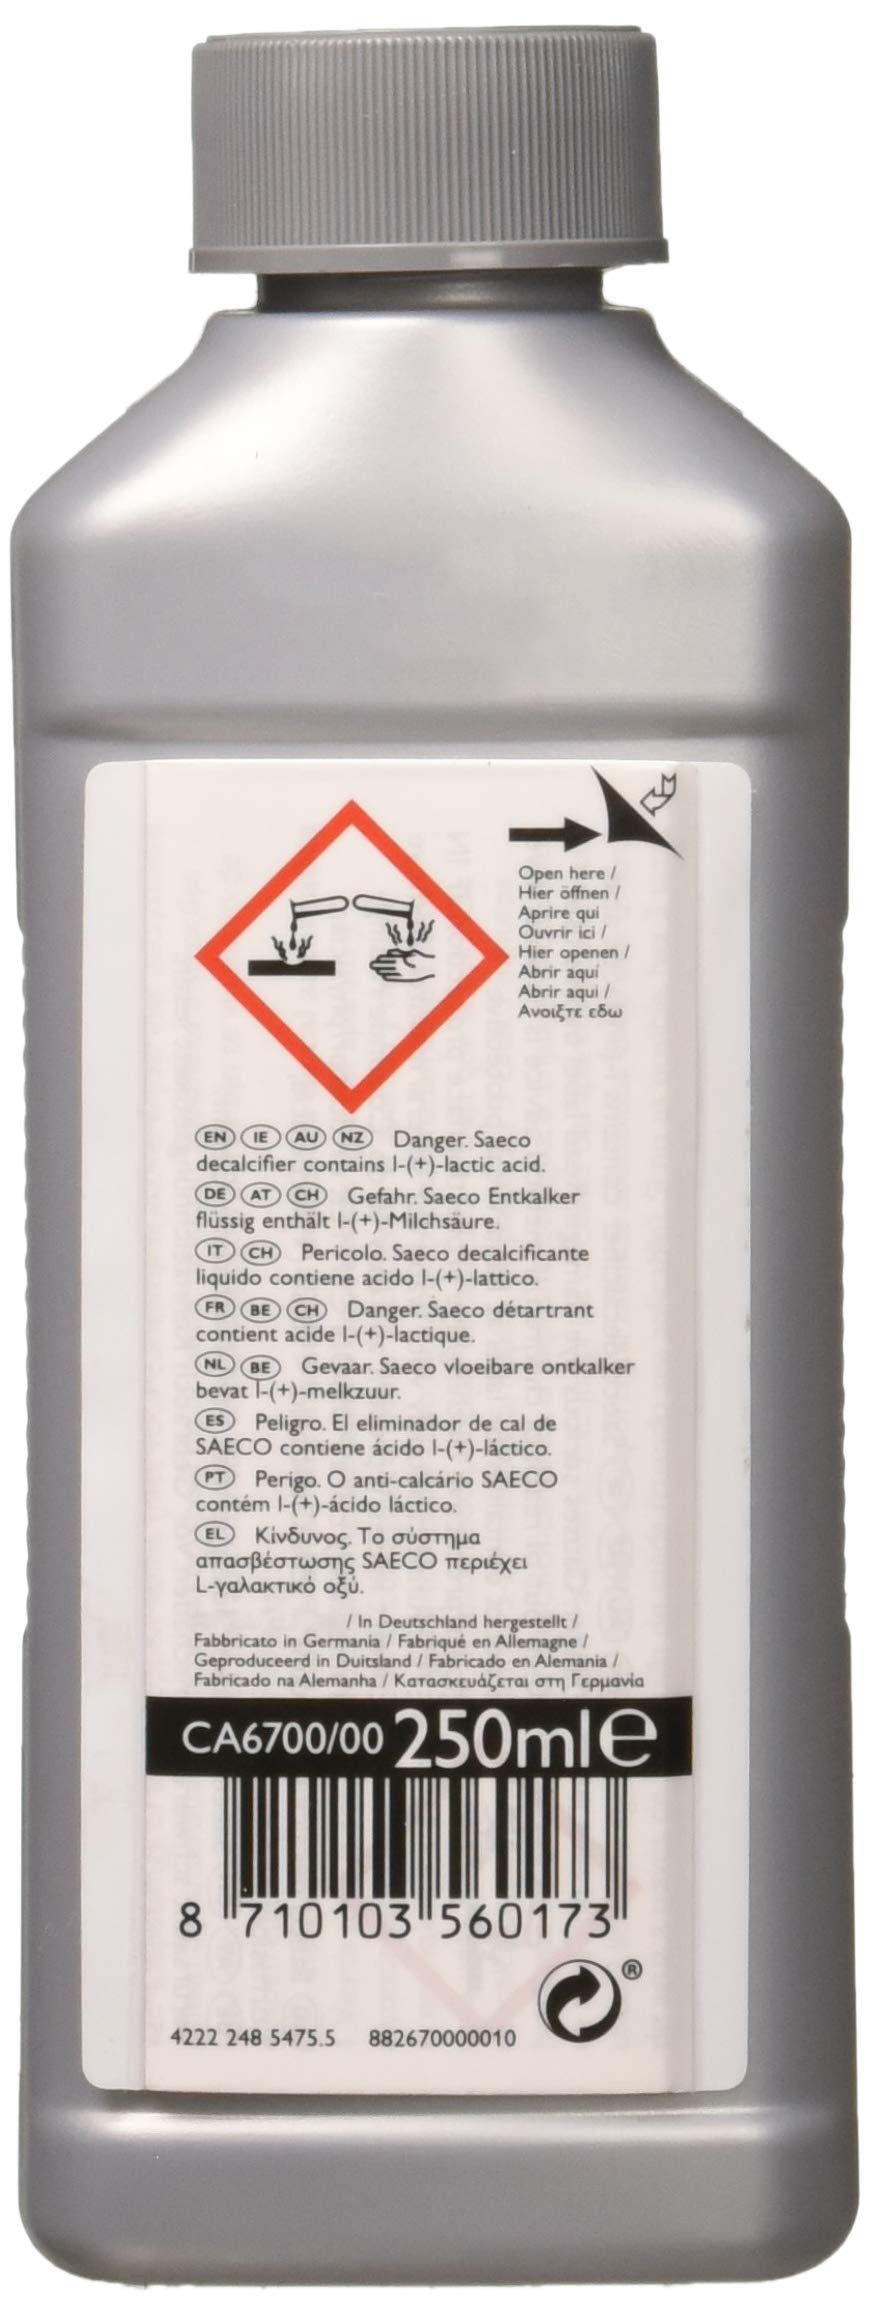 Open here /
Hier öffnen /
Aprire qui
Ouvrir ici /
Hier openen /
Abrir aquí
Abrir aqui /
Ανοιξτε εδω
EN IE AU NZ Danger. Saeco
decalcifier contains l-(+)-lactic acid.
DE AT CH Gefahr. Saeco Entkalker
flüssig enthält l-(+)-Milchsäure.
IT CH Pericolo. Saeco decalcificante
liquido contiene acido l-(+)-lattico.
FR BE CH Danger. Saeco détartrant
contient acide l-(+)-lactique.
NL BE Gevaar. Saeco vloeibare ontkalker
bevat l-(+)-melkzuur.
ES Peligro. El eliminador de cal de
SAECO contiene ácido l-(+)-láctico.
PT Perigo. O anti-calcário SAECO
contém l-(+)-ácido láctico.
EL Κίνδυνος. Το σύστημα
απασβέστωσης SAECO περιέχει
L-γαλακτικό οξύ.
/ In Deutschland hergestellt /
Fabbricato in Germania / Fabriqué en Allemagne /
Geproduceerd in Duitsland / Fabricado en Alemania /
Fabricado na Alemanha / Κατασκευάζεται στη Γερμανία
CA6700/00 250ml e
8 710103 560173
®
4222 248 5475.5 882670000010